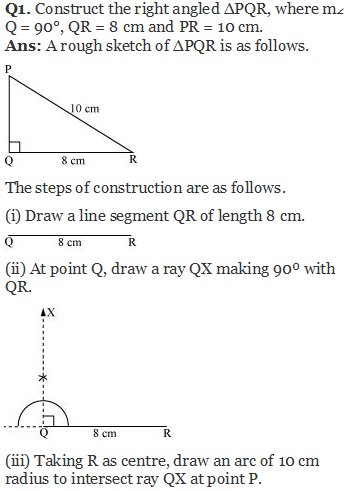 Q1. Construct the right angled ΔPQR, where m∠
Q = 90°, QR = 8 cm and PR = 10 cm.
Ans: A rough sketch of ΔPQR is as follows.
P
10 cm
Q 8 cm R
The steps of construction are as follows.
(i) Draw a line segment QR of length 8 cm.
Q 8 cm R
(ii) At point Q, draw a ray QX making 90º with
QR.
X
Q 8 cm R
(iii) Taking R as centre, draw an arc of 10 cm
radius to intersect ray QX at point P.